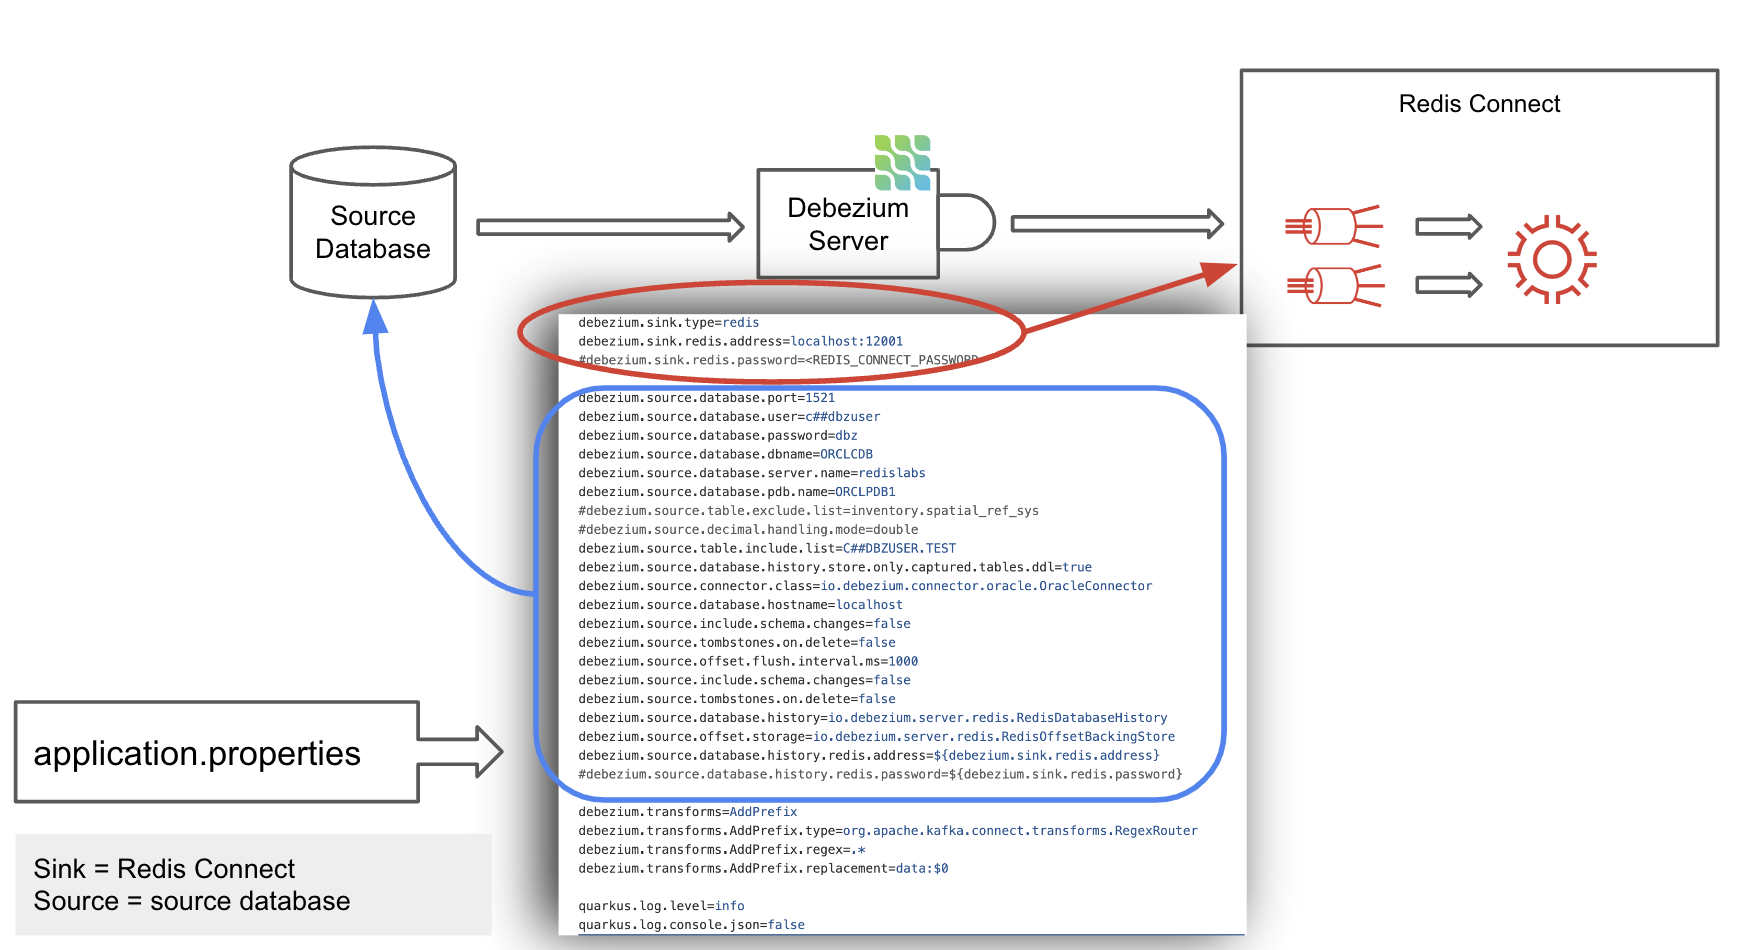 Redis Connect
Source
Database
Debezium
Server
debezium.sink.type=redis
debezium.sink.redis.address=localhost:12001
#debezium.sink.redis.password=<REDIS_CONNECT_PASSWORD
debezium.source.database.port=1521
debezium.source.database.user=c##dbzuser
debezium.source.database.password=dbz
debezium.source.database.dbname=ORCLCDB
debezium.source.database.server.name=redislabs
debezium.source.database.pdb.name=ORCLPDB1
#debezium.source.table.exclude.list=inventory.spatial_ref_sys
#debezium.source.decimal.handling.mode=double
debezium.source.table.include.list=C##DBZUSER.TEST
debezium.source.database.history.store.only.captured.tables.ddl=true
debezium.source.connector.class=io.debezium.connector.oracle.OracleConnector
debezium.source.database.hostname=localhost
debezium.source.include.schema.changes=false
debezium.source.tombstones.on.delete=false
debezium.source.offset.flush.interval.ms=1000
debezium.source.include.schema.changes=false
debezium.source.tombstones.on.delete=false
debezium.source.database.history=io.debezium.server.redis.RedisDatabaseHistory
debezium.source.offset.storage=io.debezium.server.redis.RedisOffsetBackingStore
debezium.source.database.history.redis.address=${debezium.sink.redis.address}
#debezium.source.database.history.redis.password=${debezium.sink.redis.password}
debezium.transforms=AddPrefix
debezium.transforms.AddPrefix.type=org.apache.kafka.connect.transforms.RegexRouter
debezium.transforms.AddPrefix.regex=.*
debezium.transforms.AddPrefix.replacement=data:$0
quarkus.log.level=info
quarkus.log.console.json=false
application.properties
Sink = Redis Connect
Source = source database